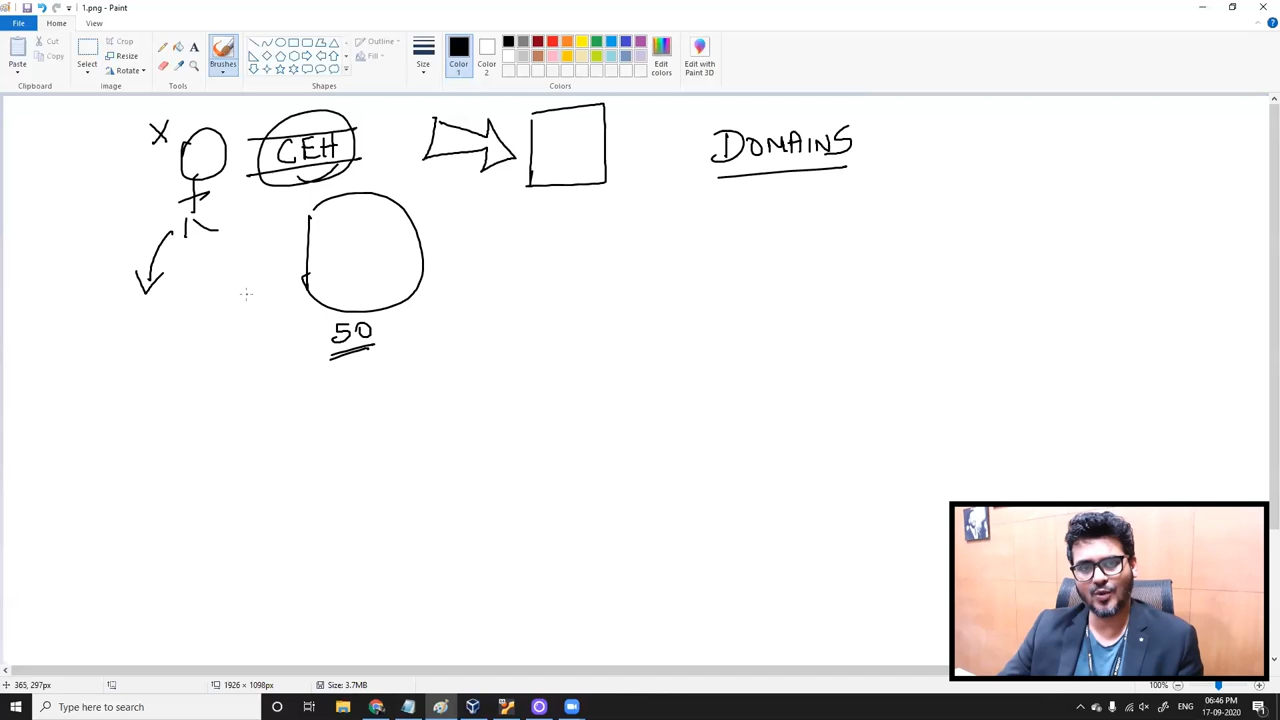 1.png - Paint
File
Home
View
Paste
Cut
Copy
Clipboard
Select
Crop
Resize
Rotate
Image
A
Tools
Brushes
Outline
Fill
Shapes
Size
Color 1
Color 2
Edit colors
Edit with Paint 3D
Colors
X
CEH
DOMAINS
50
365, 297px
1926 × 1098px
Size: 3.7MB
100%
Type here to search
ENG
06:46 PM
17-09-2020